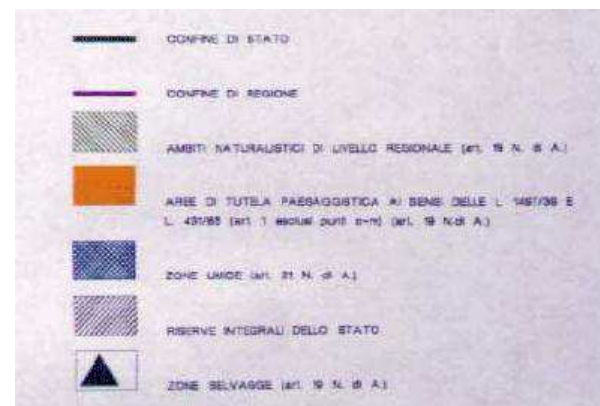 CONFINE DI STATO
CONFINE DI REGIONE
AMBITI NATURALISTICI DI LIVELLO REGIONALE (art. 19 N. di A.)
AREE DI TUTELA PAESAGGISTICA AI SENSI DELLE L. 1497/39 E
L. 431/85 (art. 1 esclusi punti n-m) (art. 19 N.di A.)
ZONE UMIDE (art. 21 N. di A.)
RISERVE INTEGRALI DELLO STATO
ZONE SELVAGGE (art. 19 N. di A.)